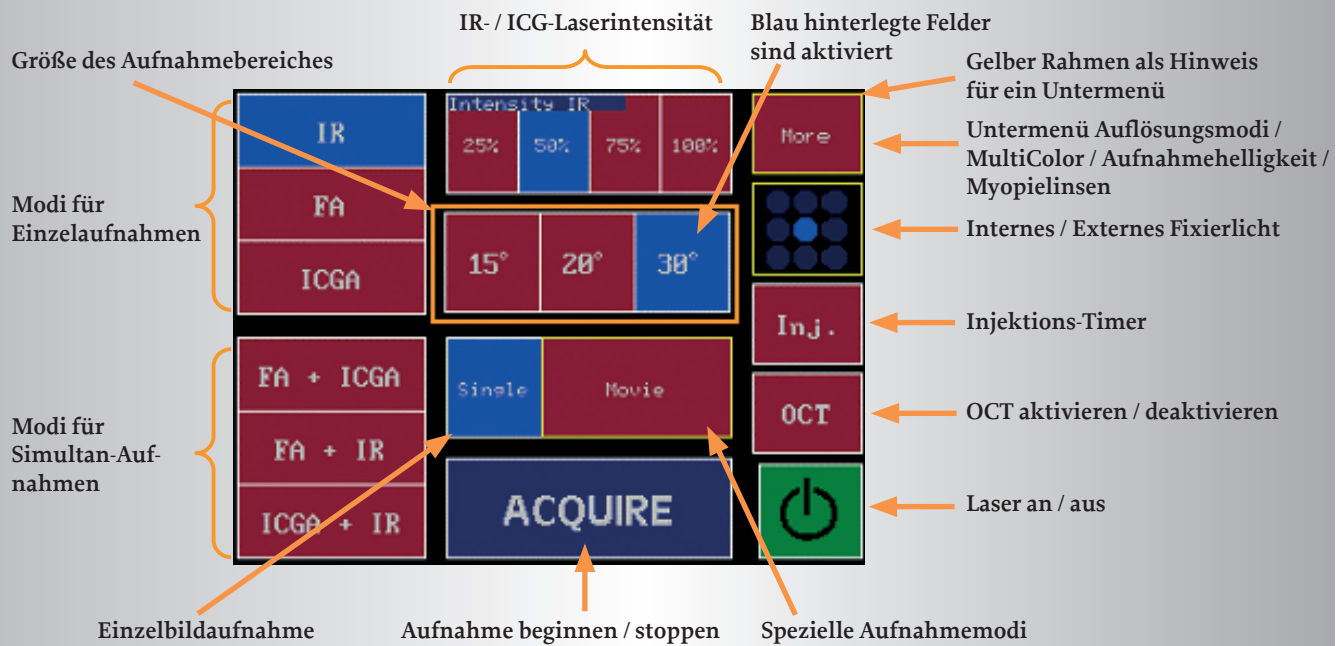 IR- / ICG-Laserintensität
Blau hinterlegte Felder
sind aktiviert
Größe des Aufnahmebereiches
Gelber Rahmen als Hinweis
für ein Untermenü
Untermenü Auflösungsmodi /
MultiColor / Aufnahmehelligkeit /
Myopielinsen
Modi für
Einzelaufnahmen
Internes / Externes Fixierlicht
Injektions-Timer
OCT aktivieren / deaktivieren
Modi für
Simultan-Auf-
nahmen
Laser an / aus
Einzelbildaufnahme
Aufnahme beginnen / stoppen
Spezielle Aufnahmemodi
IR
FA
ICGA
FA + ICGA
FA + IR
ICGA + IR
Intensity IR
25% 50% 75% 100%
15° 20° 30°
Single Movie
ACQUIRE
More
Inj.
OCT